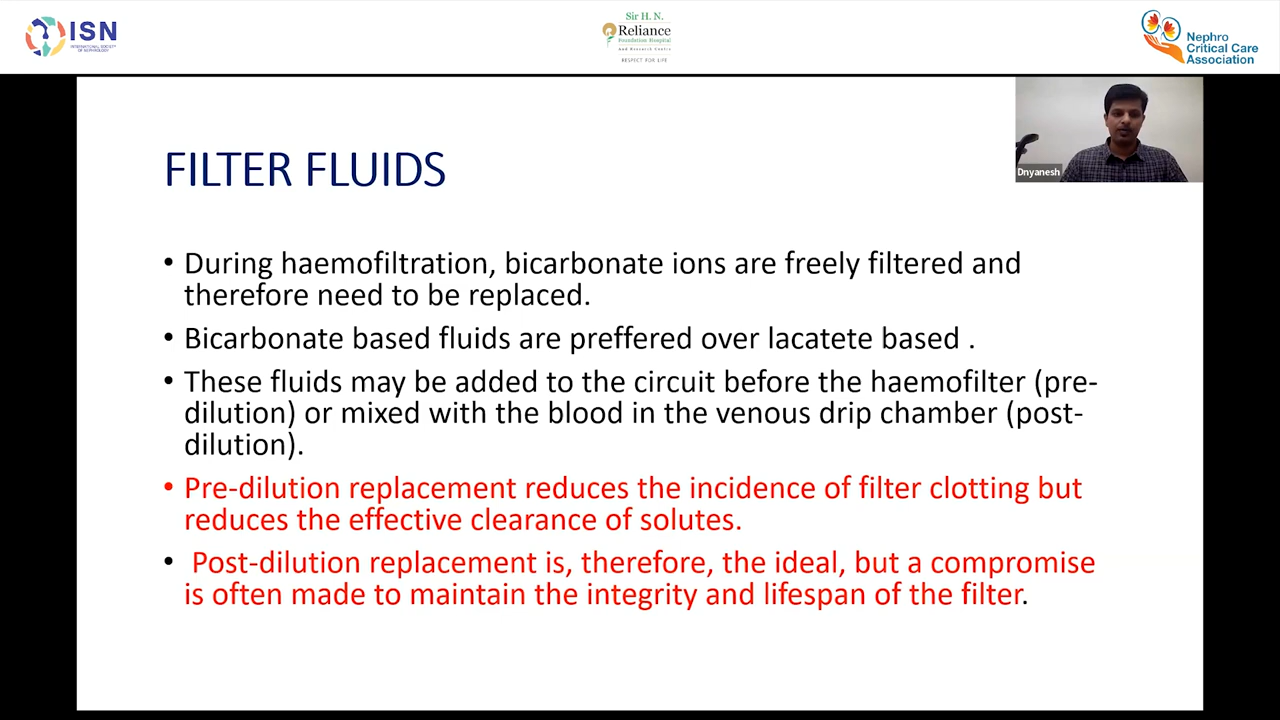 ISN
INTERNATIONAL SOCIETY
OF NEPHROLOGY
Sir H. N.
Reliance
Foundation Hospital
And Research Centre
RESPECT FOR LIFE
Nephro
Critical Care
Association
Dnyanesh
FILTER FLUIDS
• During haemofiltration, bicarbonate ions are freely filtered and
therefore need to be replaced.
• Bicarbonate based fluids are preffered over lacatete based .
• These fluids may be added to the circuit before the haemofilter (pre-
dilution) or mixed with the blood in the venous drip chamber (post-
dilution).
• Pre-dilution replacement reduces the incidence of filter clotting but
reduces the effective clearance of solutes.
• Post-dilution replacement is, therefore, the ideal, but a compromise
is often made to maintain the integrity and lifespan of the filter.